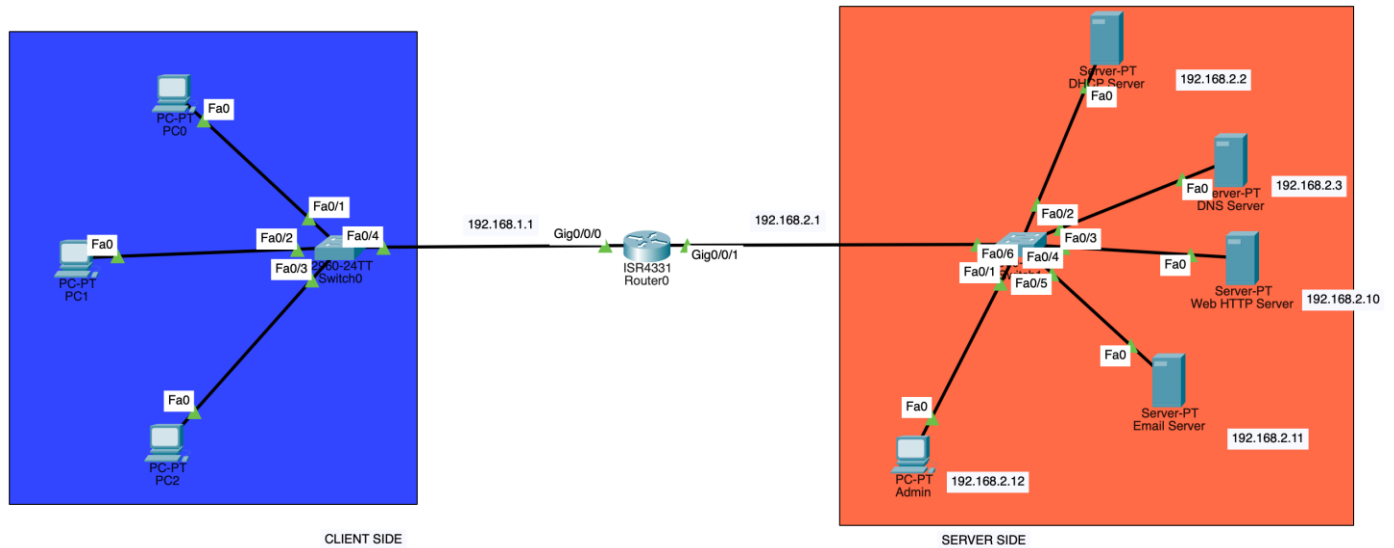 Server-PT
DHCP Server
192.168.2.2
Fa0
PC-PT
PC0
Fa0
Fa0/1
Fa0/2
Fa0/4
Fa0/3
2960-24TT
Switch0
Fa0
PC-PT
PC1
Fa0
PC-PT
PC2
192.168.1.1
Gig0/0/0
ISR4331
Router0
192.168.2.1
Gig0/0/1
Fa0/2
Fa0/3
Fa0/6
Fa0/4
Fa0/1
Fa0/5
Fa0
DNS Server
192.168.2.3
Fa0
Server-PT
Web HTTP Server
192.168.2.10
Fa0
Server-PT
Email Server
192.168.2.11
Fa0
PC-PT
Admin
192.168.2.12
CLIENT SIDE
SERVER SIDE